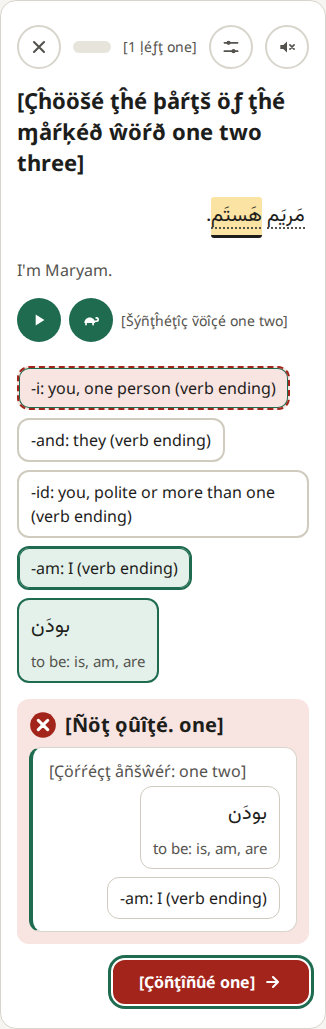 [1 ļéƒţ one]
[Çĥöööšé ţĥé þåŕţš öƒ ţĥé
ɱåŕķéð ŵöŕð one two
three]
مَریَم هَستَم.
I'm Maryam.
[Šýñţĥéţîç ṽöîçé one two]
-i: you, one person (verb ending)
-and: they (verb ending)
-id: you, polite or more than one
(verb ending)
-am: I (verb ending)
بودَن
to be: is, am, are
[Ñöţ ǫûîţé. one]
[Çöŕŕéçţ åñšŵéŕ: one two]
بودَن
to be: is, am, are
-am: I (verb ending)
[Çöñţîñûé one]